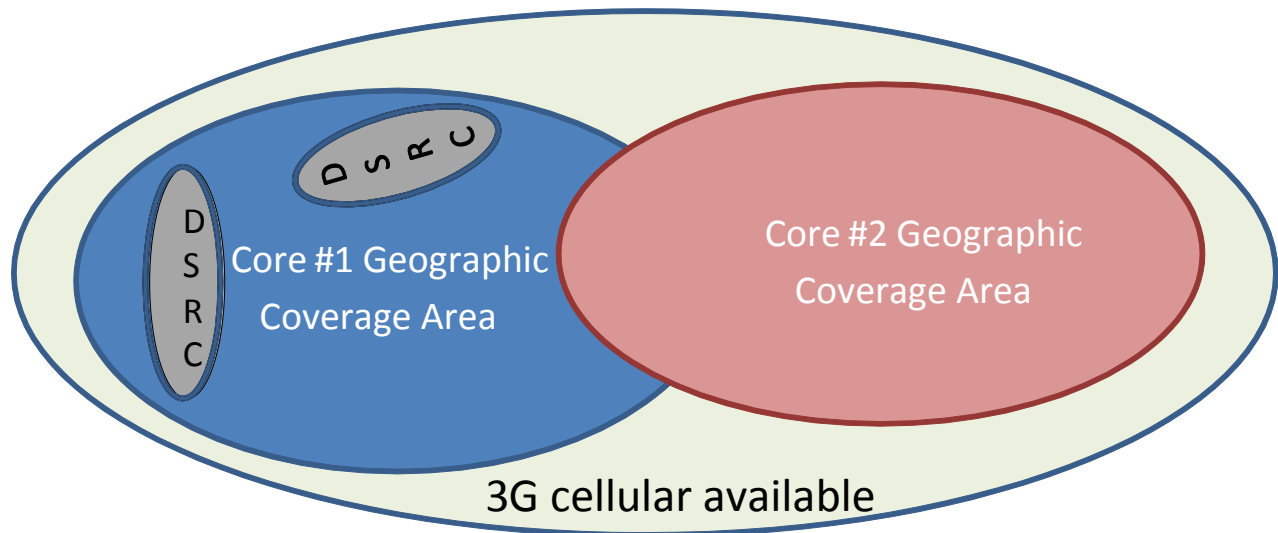 DSRC
DSRC
Core #1 Geographic
Coverage Area
Core #2 Geographic
Coverage Area
3G cellular available